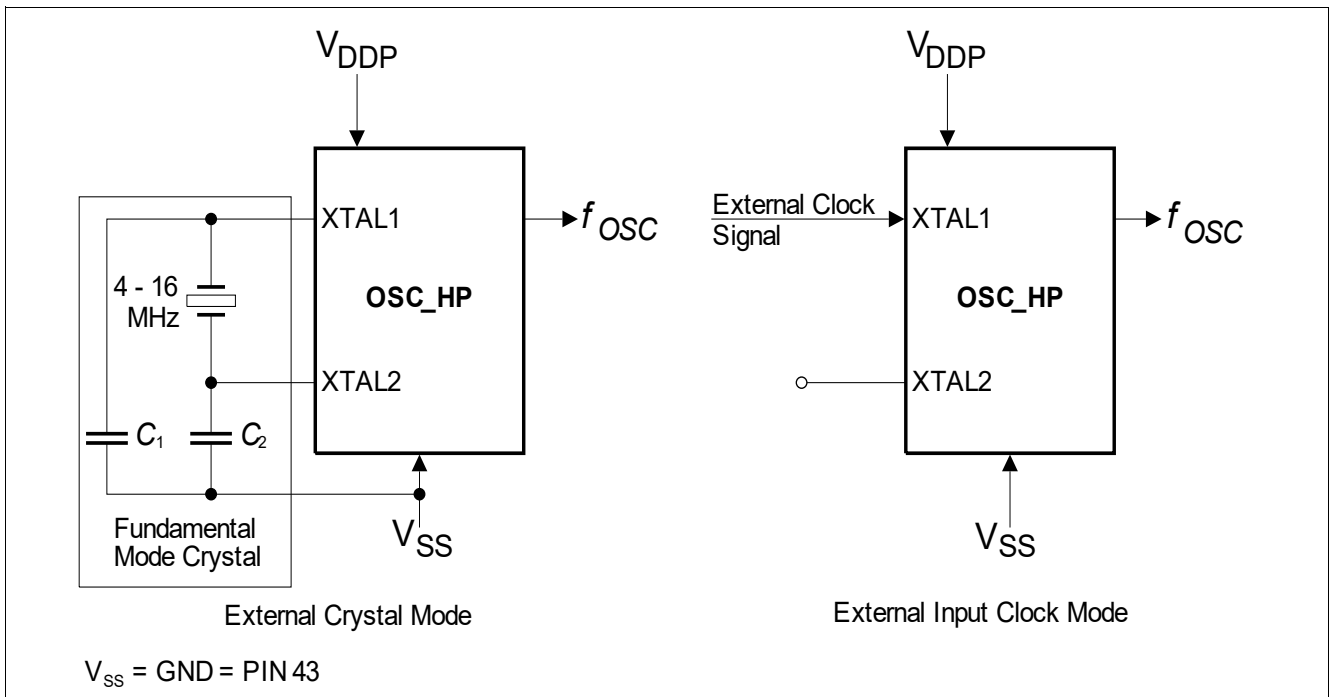 VDDP
XTAL1
fOSC
4 - 16
MHz
OSC_HP
XTAL2
C1
C2
Fundamental
Mode Crystal
VSS
External Crystal Mode
VDDP
External Clock
Signal
XTAL1
fOSC
OSC_HP
XTAL2
VSS
External Input Clock Mode
VSS = GND = PIN 43